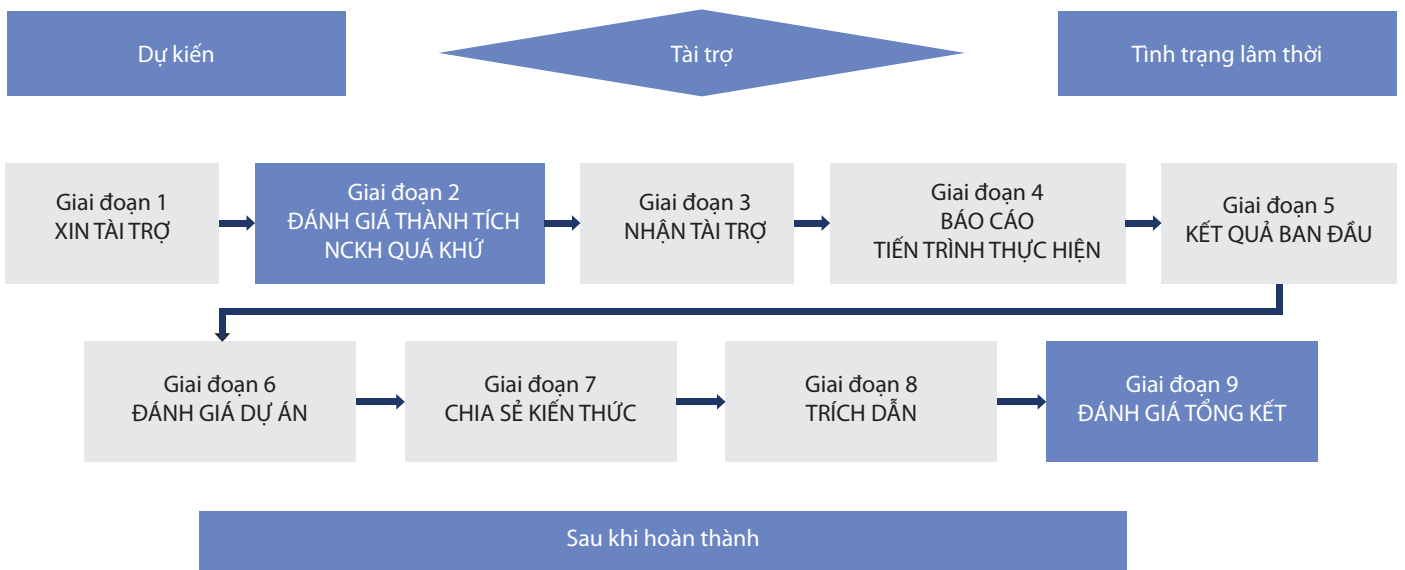 Dự kiến
Tài trợ
Tình trạng lâm thời
Giai đoạn 1
XIN TÀI TRỢ
Giai đoạn 2
ĐÁNH GIÁ THÀNH TÍCH
NCKH QUÁ KHỨ
Giai đoạn 3
NHẬN TÀI TRỢ
Giai đoạn 4
BÁO CÁO
TIẾN TRÌNH THỰC HIỆN
Giai đoạn 5
KẾT QUẢ BAN ĐẦU
Giai đoạn 6
ĐÁNH GIÁ DỰ ÁN
Giai đoạn 7
CHIA SẺ KIẾN THỨC
Giai đoạn 8
TRÍCH DẪN
Giai đoạn 9
ĐÁNH GIÁ TỔNG KẾT
Sau khi hoàn thành